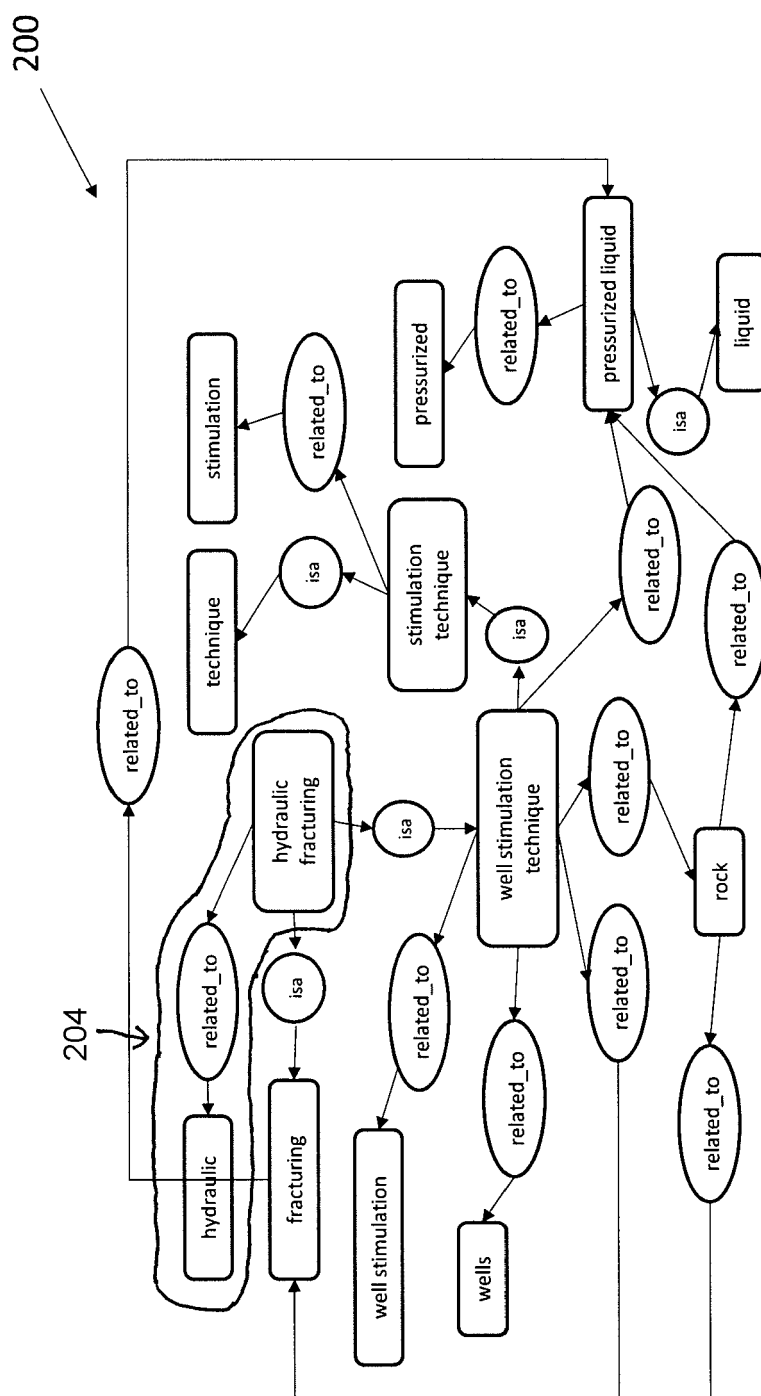 200
204
related_to
hydraulic
related_to
hydraulic
fracturing
technique
stimulation
fracturing
isa
isa
related_to
isa
stimulation
technique
pressurized
well stimulation
related_to
isa
related_to
wells
related_to
well stimulation
technique
related_to
pressurized liquid
related_to
related_to
related_to
isa
liquid
related_to
rock